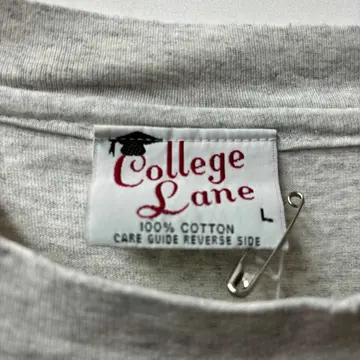 College
Lane
L
100% COTTON
CARE GUIDE REVERSE SIDE